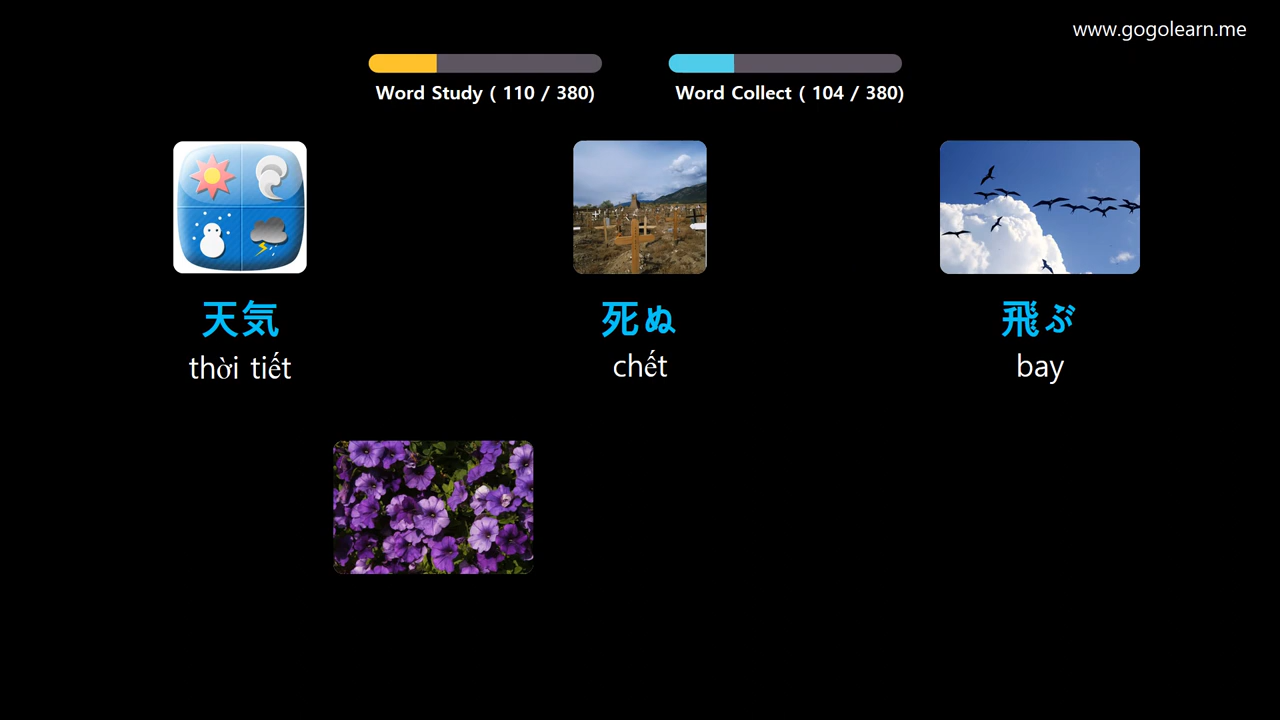 www.gogolearn.me
Word Study ( 110 / 380)
Word Collect ( 104 / 380)
天気
thời tiết
死ぬ
chết
飛ぶ
bay